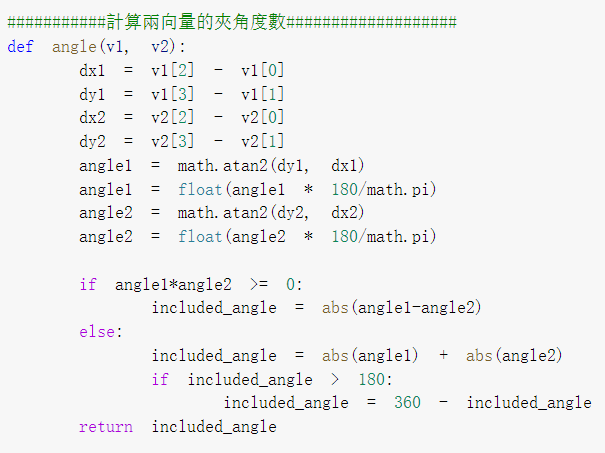 ###########計算兩向量的夾角度數###################
def angle(v1, v2):
        dx1 = v1[2] - v1[0]
        dy1 = v1[3] - v1[1]
        dx2 = v2[2] - v2[0]
        dy2 = v2[3] - v2[1]
        angle1 = math.atan2(dy1, dx1)
        angle1 = float(angle1 * 180/math.pi)
        angle2 = math.atan2(dy2, dx2)
        angle2 = float(angle2 * 180/math.pi)

        if angle1*angle2 >= 0:
                included_angle = abs(angle1-angle2)
        else:
                included_angle = abs(angle1) + abs(angle2)
                if included_angle > 180:
                        included_angle = 360 - included_angle
        return included_angle